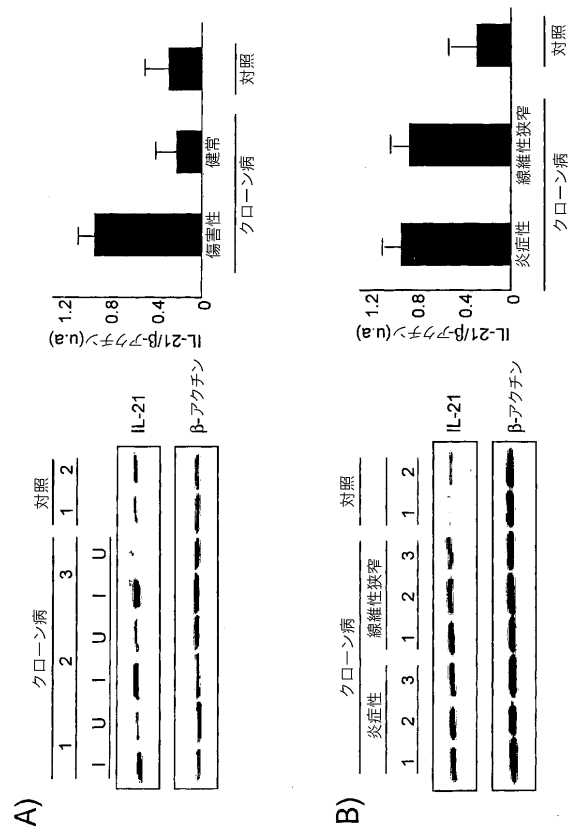 A)
クローン病 対照
1 2 3 1 2
I U I U I U
IL-21
β-アクチン
IL-21/β-アクチン(u.a)
1.2
0.8
0.4
0
傷害性 健常 対照
クローン病
B)
クローン病 対照
炎症性 線維性狭窄
1 2 3 1 2 3 1 2
IL-21
β-アクチン
IL-21/β-アクチン(u.a)
1.2
0.8
0.4
0
炎症性 線維性狭窄 対照
クローン病